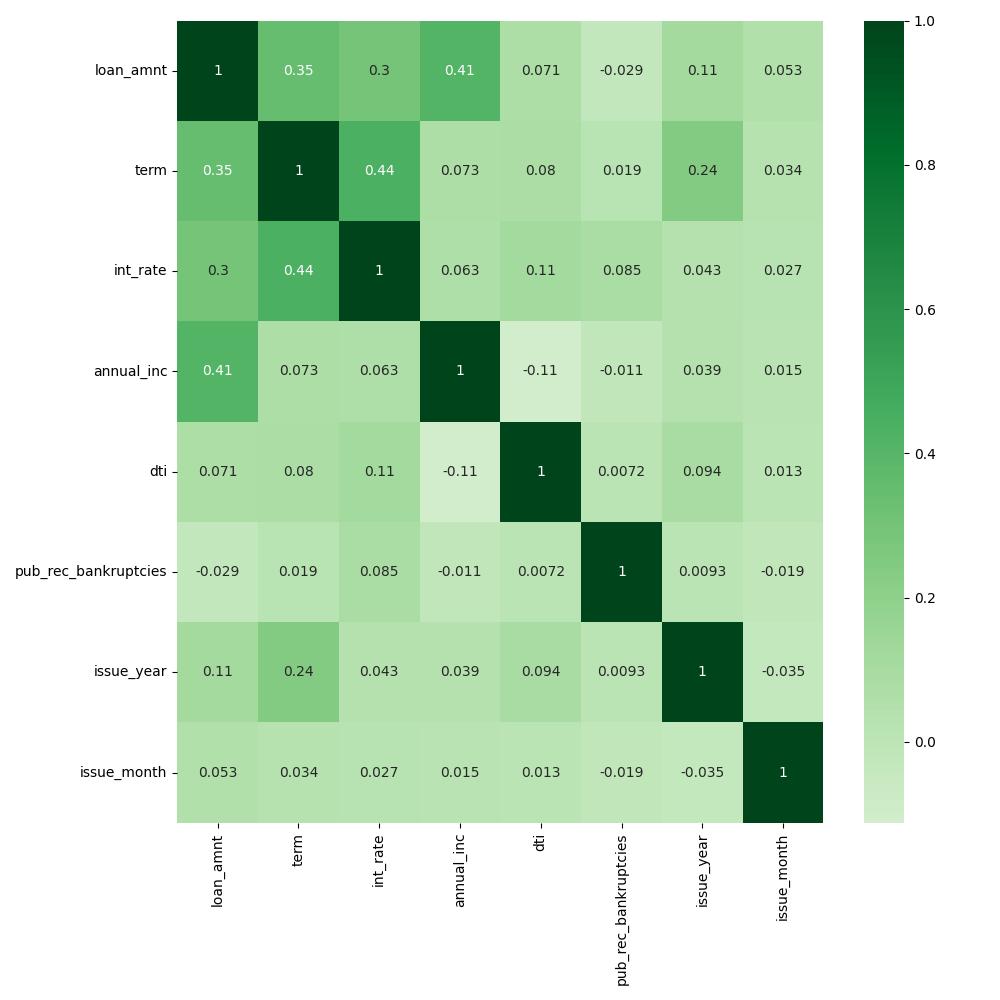 loan_amnt 1 0.35 0.3 0.41 0.071 -0.029 0.11 0.053
term 0.35 1 0.44 0.073 0.08 0.019 0.24 0.034
int_rate 0.3 0.44 1 0.063 0.11 0.085 0.043 0.027
annual_inc 0.41 0.073 0.063 1 -0.11 -0.011 0.039 0.015
dti 0.071 0.08 0.11 -0.11 1 0.0072 0.094 0.013
pub_rec_bankruptcies -0.029 0.019 0.085 -0.011 0.0072 1 0.0093 -0.019
issue_year 0.11 0.24 0.043 0.039 0.094 0.0093 1 -0.035
issue_month 0.053 0.034 0.027 0.015 0.013 -0.019 -0.035 1
loan_amnt
term
int_rate
annual_inc
dti
pub_rec_bankruptcies
issue_year
issue_month
1.0
0.8
0.6
0.4
0.2
0.0